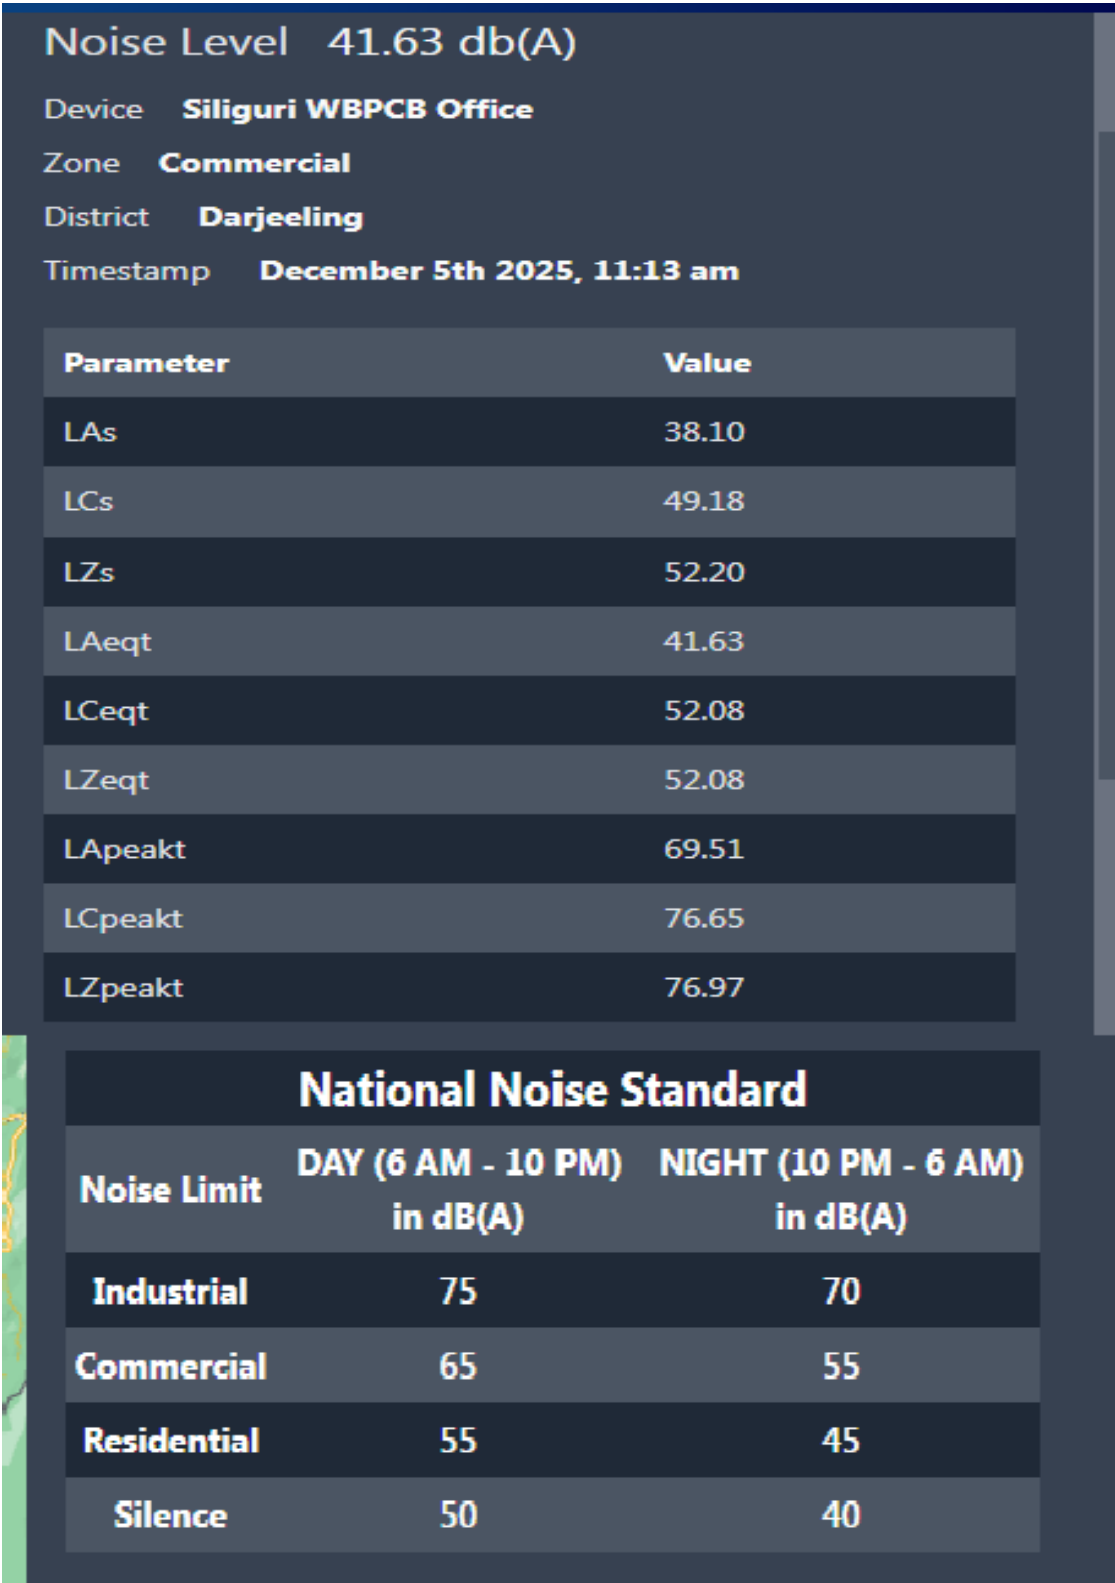 Noise Level 41.63 db(A)
Device Siliguri WBPCB Office
Zone Commercial
District Darjeeling
Timestamp December 5th 2025, 11:13 am
Parameter Value
LAs 38.10
LCs 49.18
LZs 52.20
LAeqt 41.63
LCeqt 52.08
LZeqt 52.08
LApeakt 69.51
LCpeakt 76.65
LZpeakt 76.97
National Noise Standard
Noise Limit DAY (6 AM - 10 PM) in dB(A) NIGHT (10 PM - 6 AM) in dB(A)
Industrial 75 70
Commercial 65 55
Residential 55 45
Silence 50 40